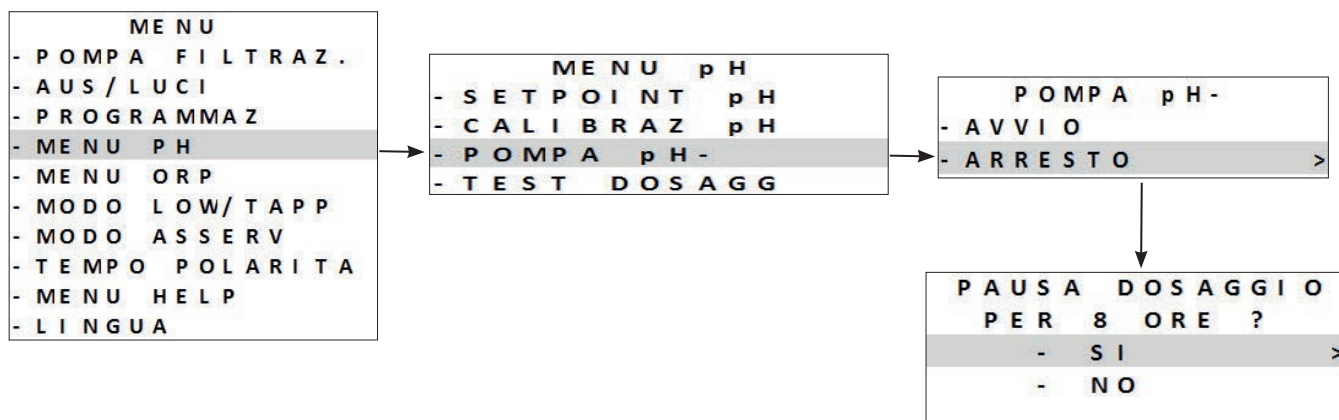 MENU
- POMPA FILTRAZ.
- AUS/LUCI
- PROGRAMMAZ
- MENU PH
- MENU ORP
- MODO LOW/TAPP
- MODO ASSERV
- TEMPO POLARITA
- MENU HELP
- LINGUA
MENU pH
- SETPOINT pH
- CALIBRAZ pH
- POMPA pH-
- TEST DOSAGG
POMPA pH-
- AVVIO
- ARRESTO >
PAUSA DOSAGGIO
PER 8 ORE ?
- SI >
- NO